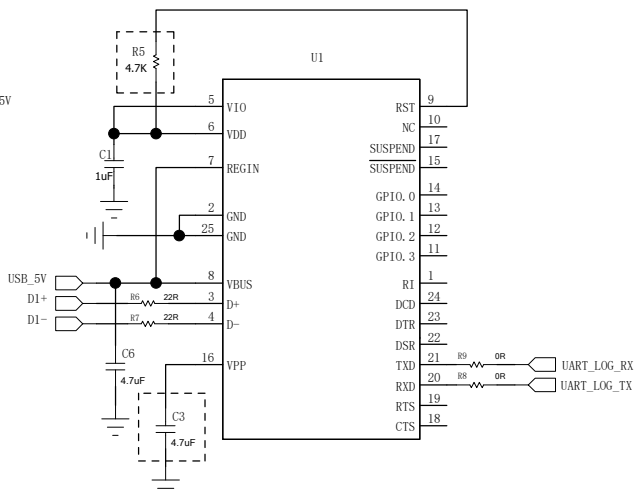 R5
4.7K
U1
5V
5
VIO
6
VDD
C1
1uF
7
REGIN
2
GND
25
GND
USB_5V
8
VBUS
D1+
R6
22R
3
D+
D1-
R7
22R
4
D-
C6
4.7uF
16
VPP
C3
4.7uF
RST
9
NC
10
SUSPEND
17
SUSPEND
15
GPIO.0
14
GPIO.1
13
GPIO.2
12
GPIO.3
11
RI
1
DCD
24
DTR
23
DSR
22
TXD
21
R9
0R
UART_LOG_RX
RXD
20
R8
0R
UART_LOG_TX
RTS
19
CTS
18